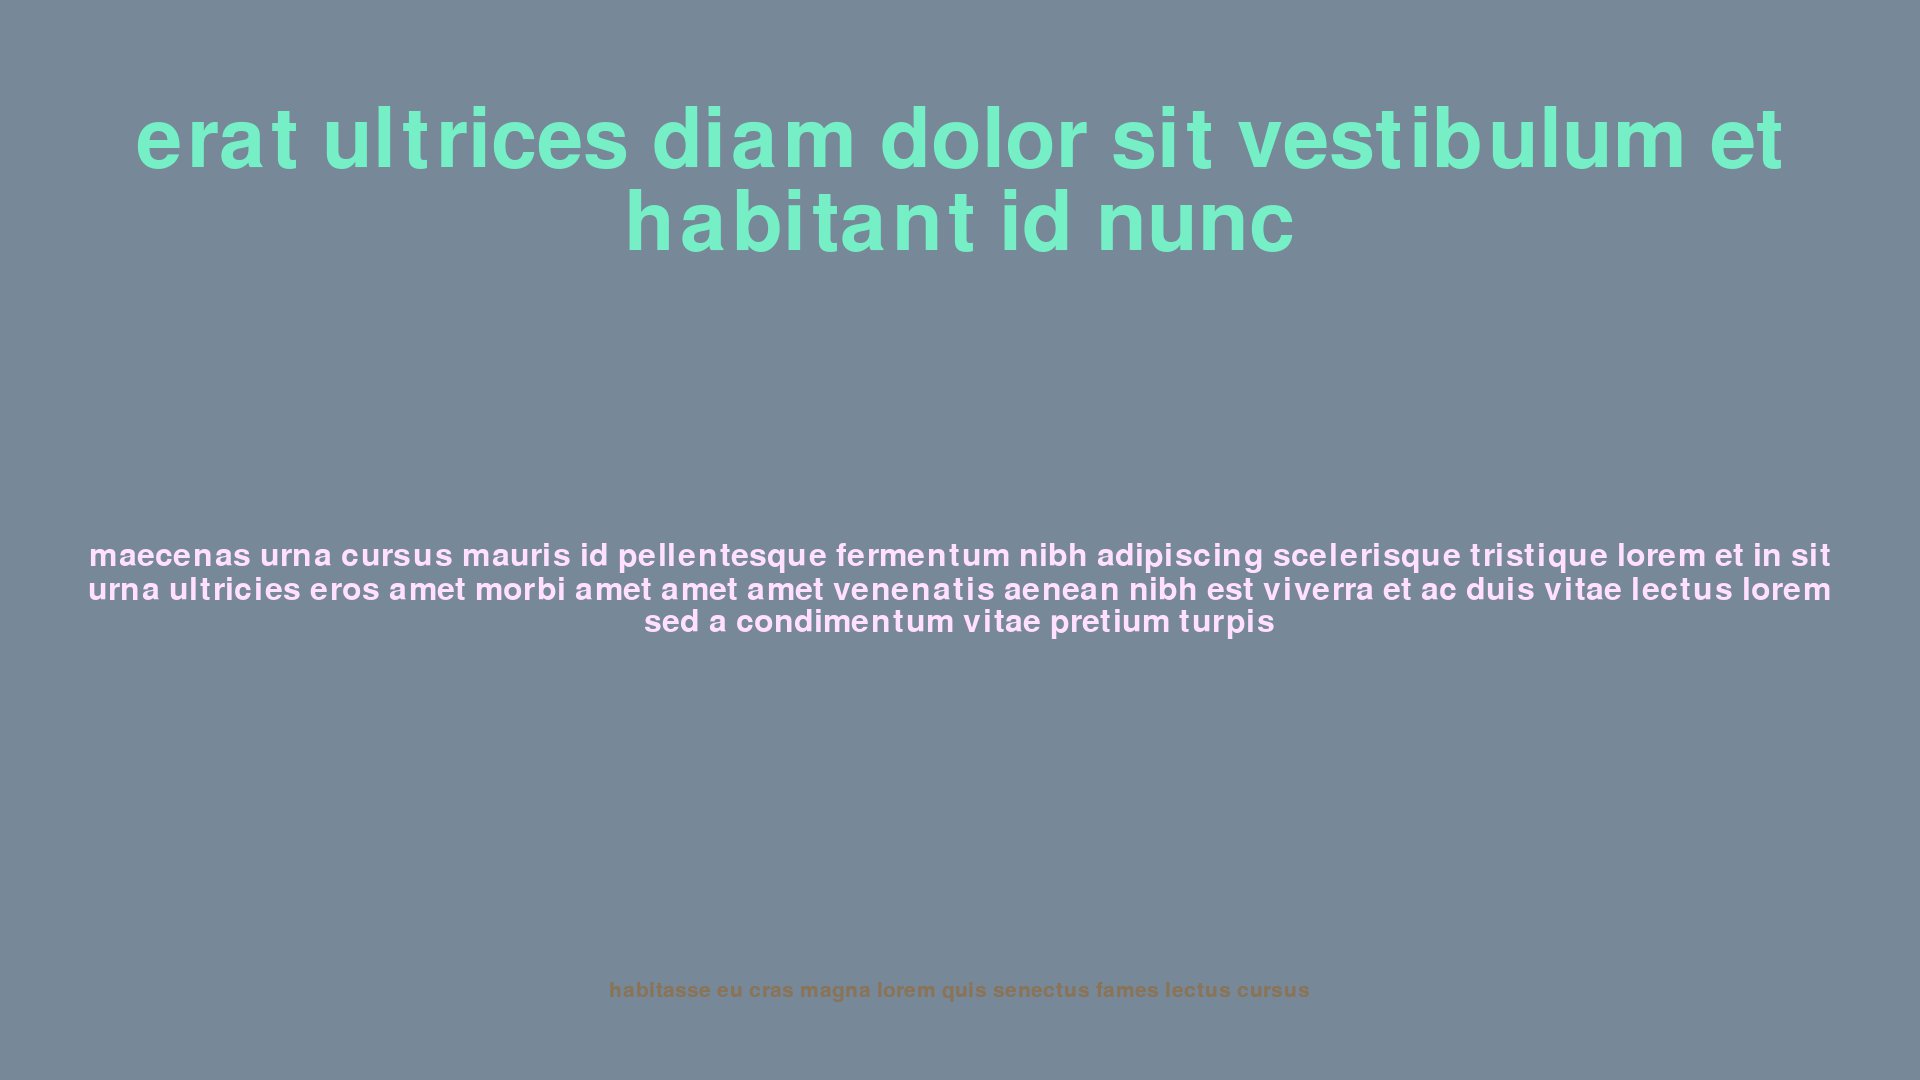 erat ultrices diam dolor sit vestibulum et
habitant id nunc
maecenas urna cursus mauris id pellentesque fermentum nibh adipiscing scelerisque tristique lorem et in sit
urna ultricies eros amet morbi amet amet amet venenatis aenean nibh est viverra et ac duis vitae lectus lorem
sed a condimentum vitae pretium turpis
habitasse eu cras magna lorem quis senectus fames lectus cursus